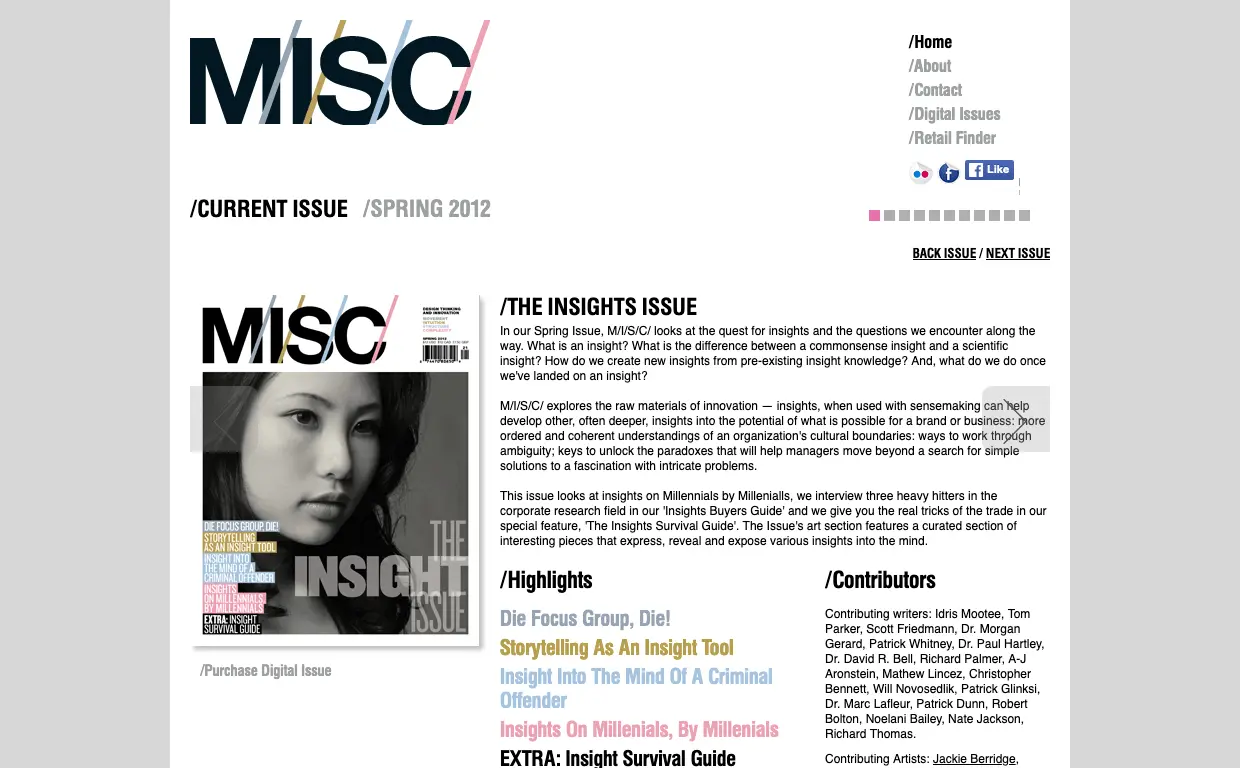 MISC
/Home
/About
/Contact
/Digital Issues
/Retail Finder
Like
/CURRENT ISSUE /SPRING 2012
BACK ISSUE / NEXT ISSUE
MISC
DESIGN THINKING
AND INNOVATION
SPRING 2012
DIE FOCUS GROUP, DIE!
STORYTELLING
AS AN INSIGHT TOOL
INSIGHT INTO
THE MIND OF A
CRIMINAL OFFENDER
INSIGHTS
ON MILLENNIALS,
BY MILLENNIALS
EXTRA: INSIGHT
SURVIVAL GUIDE
THE
INSIGHT
ISSUE
/Purchase Digital Issue
/THE INSIGHTS ISSUE
In our Spring Issue, M/I/S/C/ looks at the quest for insights and the questions we encounter along the
way. What is an insight? What is the difference between a commonsense insight and a scientific
insight? How do we create new insights from pre-existing insight knowledge? And, what do we do once
we've landed on an insight?
M/I/S/C/ explores the raw materials of innovation — insights, when used with sensemaking can help
develop other, often deeper, insights into the potential of what is possible for a brand or business: more
ordered and coherent understandings of an organization's cultural boundaries: ways to work through
ambiguity; keys to unlock the paradoxes that will help managers move beyond a search for simple
solutions to a fascination with intricate problems.
This issue looks at insights on Millennials by Millenialls, we interview three heavy hitters in the
corporate research field in our 'Insights Buyers Guide' and we give you the real tricks of the trade in our
special feature, 'The Insights Survival Guide'. The Issue's art section features a curated section of
interesting pieces that express, reveal and expose various insights into the mind.
/Highlights
Die Focus Group, Die!
Storytelling As An Insight Tool
Insight Into The Mind Of A Criminal
Offender
Insights On Millenials, By Millenials
EXTRA: Insight Survival Guide
/Contributors
Contributing writers: Idris Mootee, Tom
Parker, Scott Friedmann, Dr. Morgan
Gerard, Patrick Whitney, Dr. Paul Hartley,
Dr. David R. Bell, Richard Palmer, A-J
Aronstein, Mathew Lincez, Christopher
Bennett, Will Novosedlik, Patrick Glinksi,
Dr. Marc Lafleur, Patrick Dunn, Robert
Bolton, Noelani Bailey, Nate Jackson,
Richard Thomas.
Contributing Artists: Jackie Berridge,